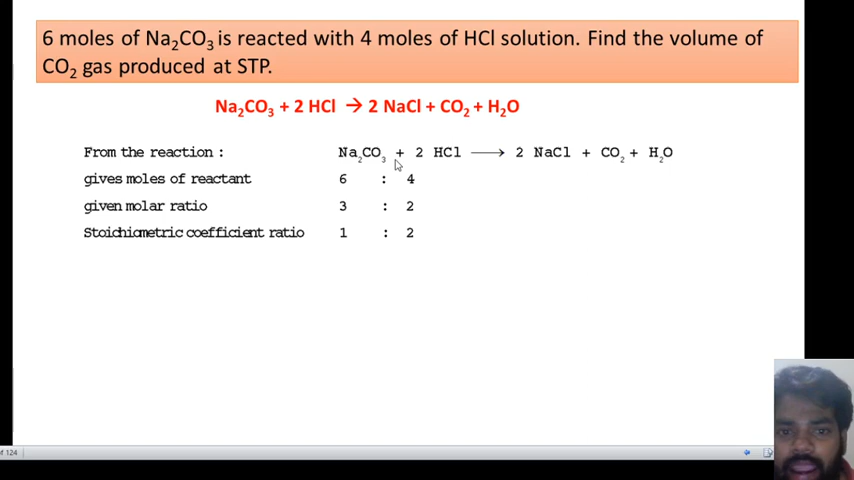 6 moles of Na₂CO₃ is reacted with 4 moles of HCl solution. Find the volume of
CO₂ gas produced at STP.
Na₂CO₃ + 2 HCl → 2 NaCl + CO₂ + H₂O
From the reaction : Na₂CO₃ + 2 HCl ⟶ 2 NaCl + CO₂ + H₂O
gives moles of reactant 6 : 4
given molar ratio 3 : 2
Stoichiometric coefficient ratio 1 : 2
of 124